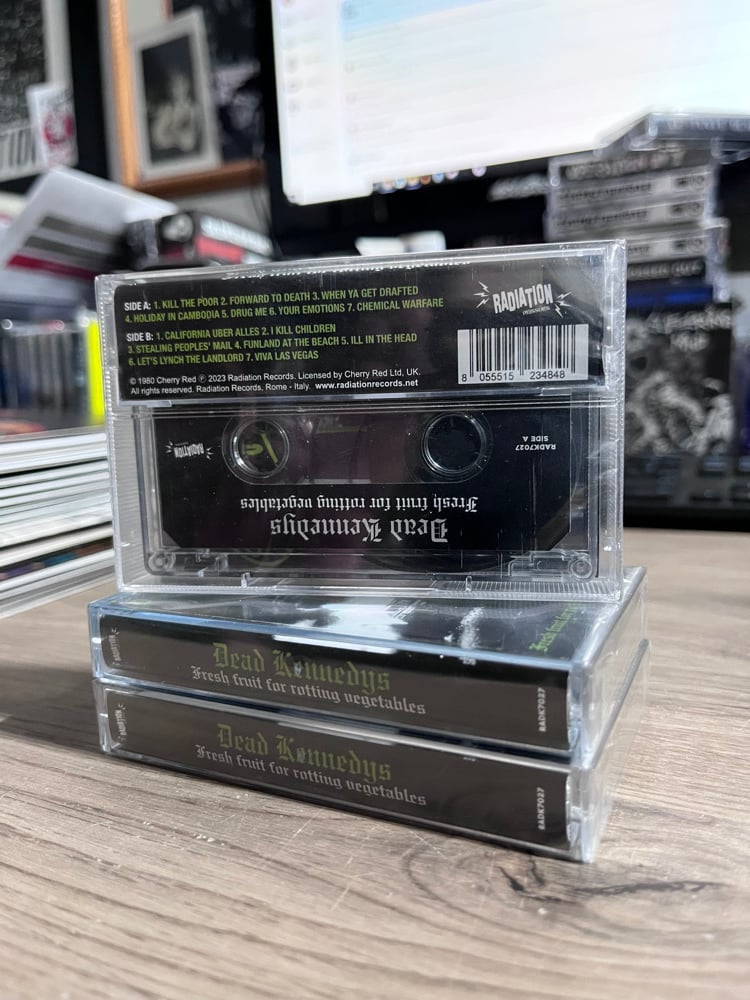 SIDE A: 1. KILL THE POOR 2. FORWARD TO DEATH 3. WHEN YA GET DRAFTED
4. HOLIDAY IN CAMBODIA 5. DRUG ME 6. YOUR EMOTIONS 7. CHEMICAL WARFARE
SIDE B: 1. CALIFORNIA UBER ALLES 2. I KILL CHILDREN
3. STEALING PEOPLES' MAIL 4. FUNLAND AT THE BEACH 5. ILL IN THE HEAD
6. LET'S LYNCH THE LANDLORD 7. VIVA LAS VEGAS
© 1980 Cherry Red ℗ 2023 Radiation Records. Licensed by Cherry Red Ltd, UK.
All rights reserved. Radiation Records, Rome - Italy. www.radiationrecords.net
RADIATION
8 055515 234848
RADIATION
RADK7027
SIDE A
Dead Kennedys
Fresh fruit for rotting vegetables
RADIATION
Dead Kennedys
Fresh fruit for rotting vegetables
RADK7027
RADIATION
Dead Kennedys
Fresh fruit for rotting vegetables
RADK7027